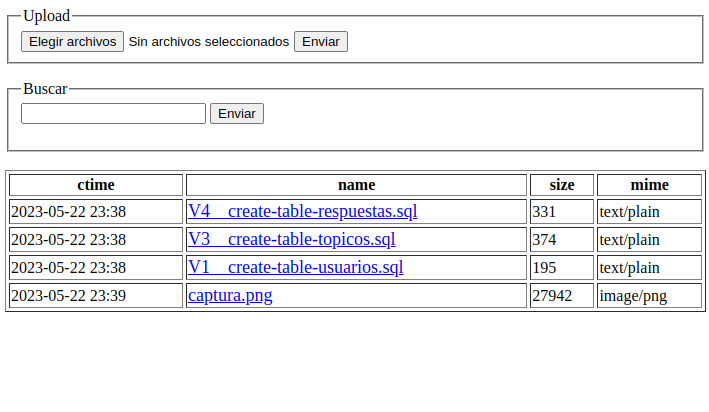 Upload
Elegir archivos Sin archivos seleccionados Enviar
Buscar
Enviar
ctime name size mime
2023-05-22 23:38 V4__create-table-respuestas.sql 331 text/plain
2023-05-22 23:38 V3__create-table-topicos.sql 374 text/plain
2023-05-22 23:38 V1__create-table-usuarios.sql 195 text/plain
2023-05-22 23:39 captura.png 27942 image/png